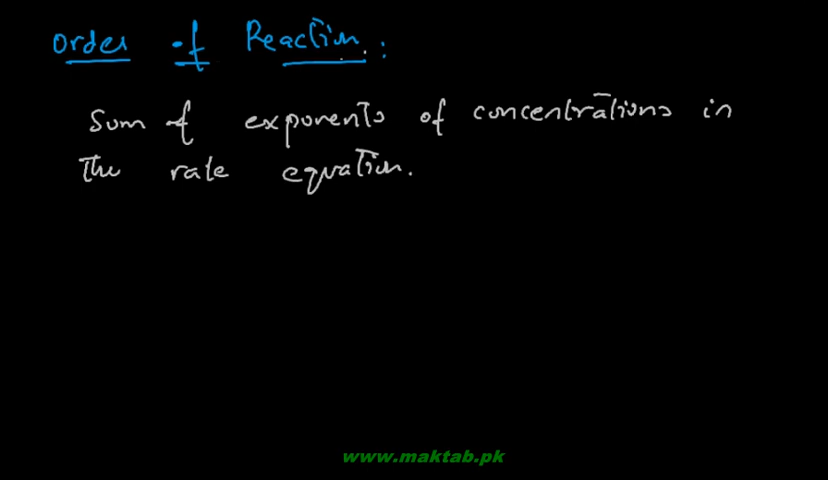 Order of Reaction:
Sum of exponents of concentrations in
The rate equation.
www.maktab.pk